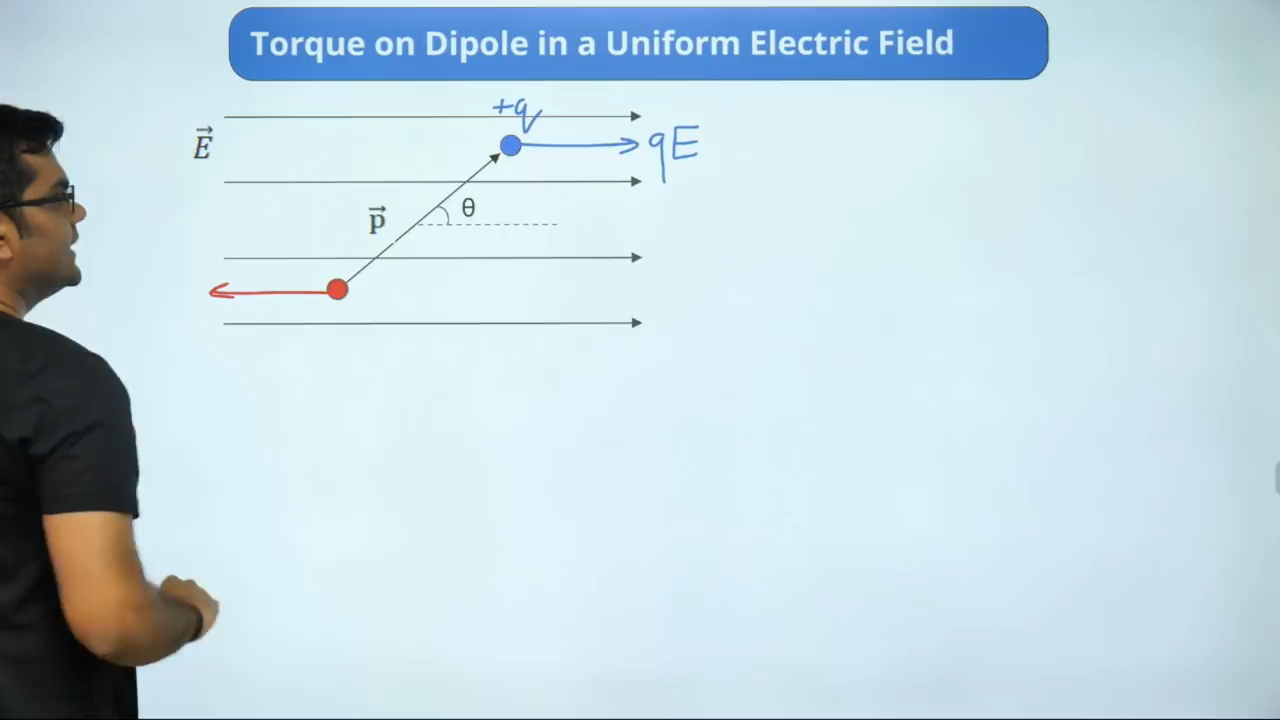 Torque on Dipole in a Uniform Electric Field
+q
E⃗
qE
p⃗
θ